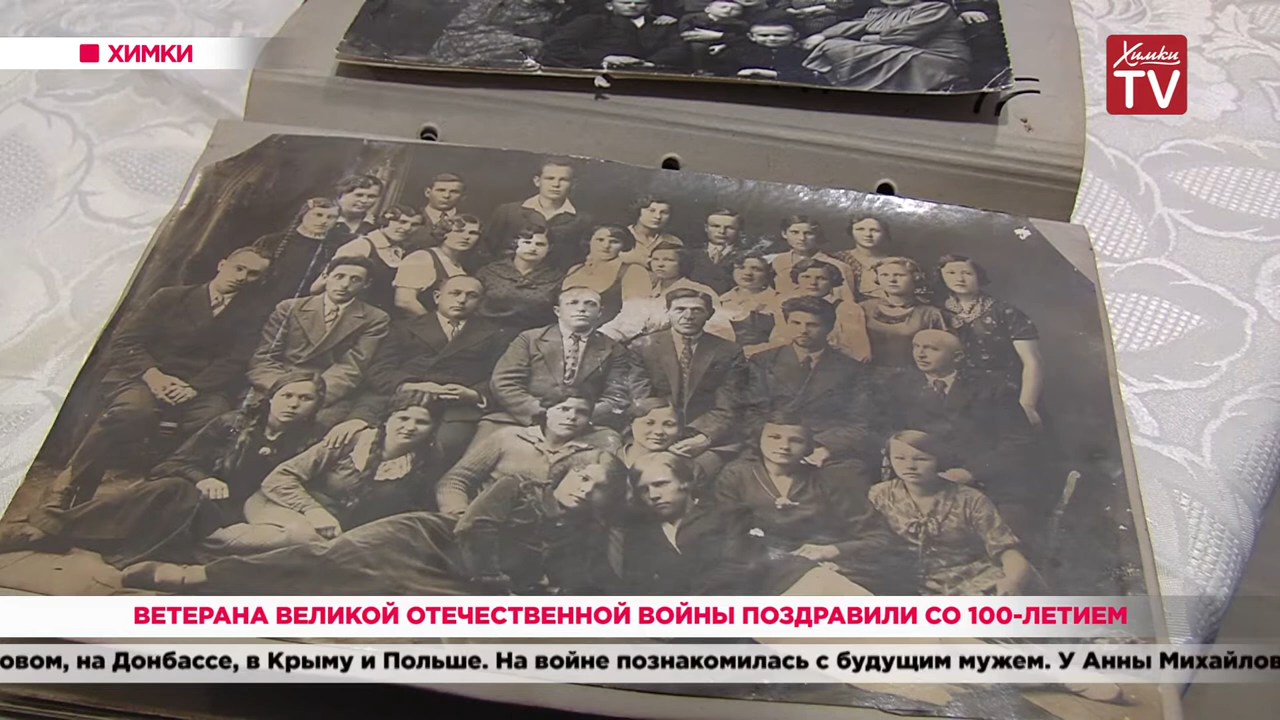 ХИМКИ
Химки
TV
ВЕТЕРАНА ВЕЛИКОЙ ОТЕЧЕСТВЕННОЙ ВОЙНЫ ПОЗДРАВИЛИ СО 100-ЛЕТИЕМ
овом, на Донбассе, в Крыму и Польше. На войне познакомилась с будущим мужем. У Анны Михайлов